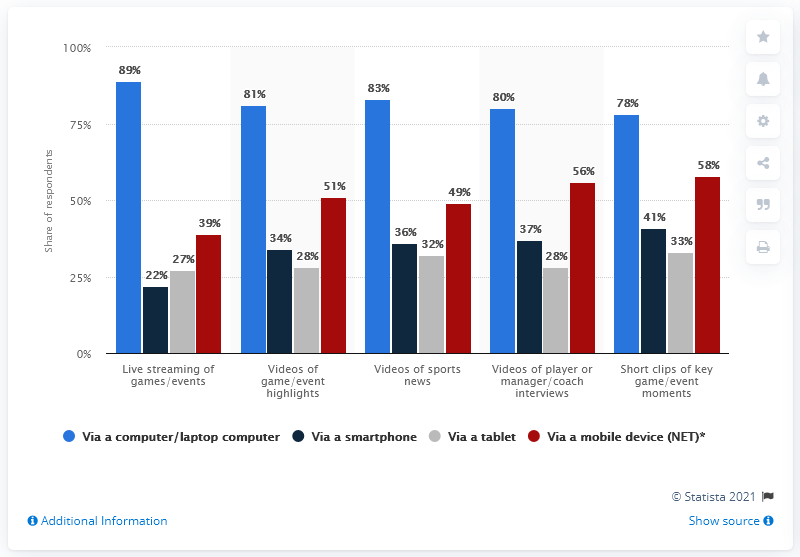 100%
75%
50%
25%
0%
Share of respondents
89%
22%
27%
39%
81%
34%
28%
51%
83%
36%
32%
49%
80%
37%
28%
56%
78%
41%
33%
58%
Live streaming of
games/events
Videos of
game/event
highlights
Videos of sports
news
Videos of player or
manager/coach
interviews
Short clips of key
game/event
moments
Via a computer/laptop computer
Via a smartphone
Via a tablet
Via a mobile device (NET)*
© Statista 2021
Additional Information
Show source